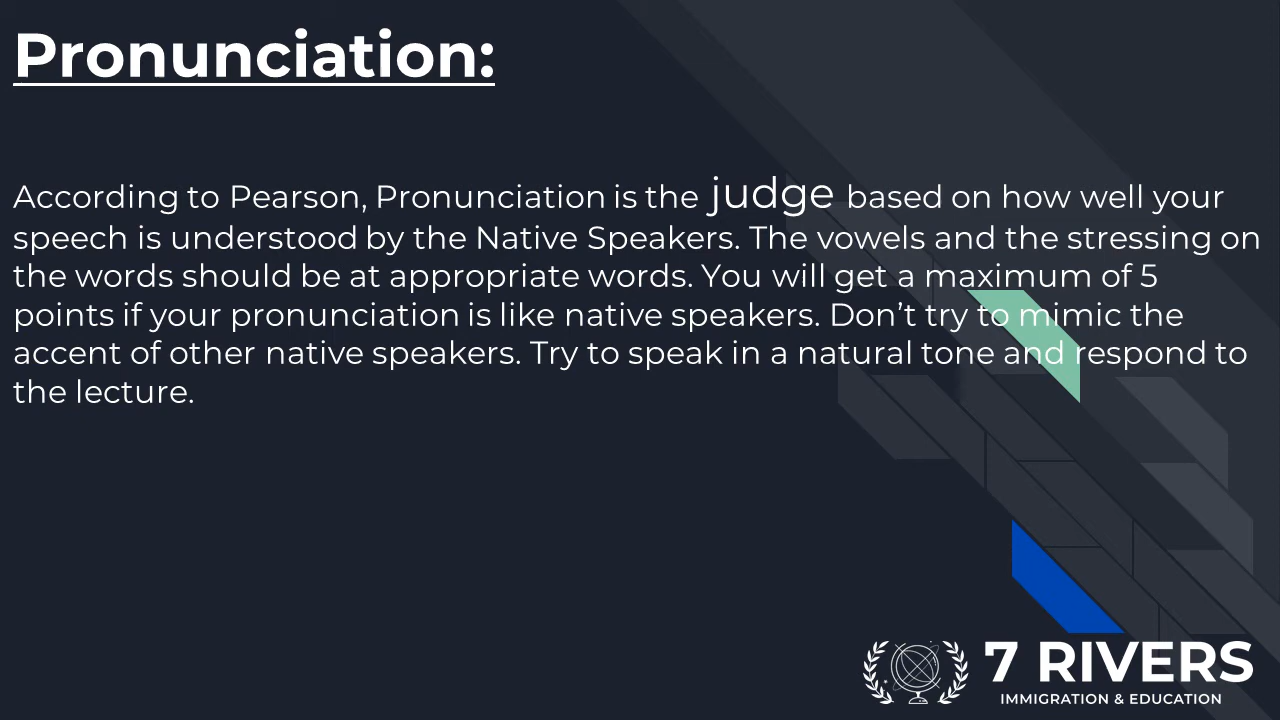 Pronunciation:
According to Pearson, Pronunciation is the judge based on how well your
speech is understood by the Native Speakers. The vowels and the stressing on
the words should be at appropriate words. You will get a maximum of 5
points if your pronunciation is like native speakers. Don’t try to mimic the
accent of other native speakers. Try to speak in a natural tone and respond to
the lecture.
7 RIVERS
IMMIGRATION & EDUCATION